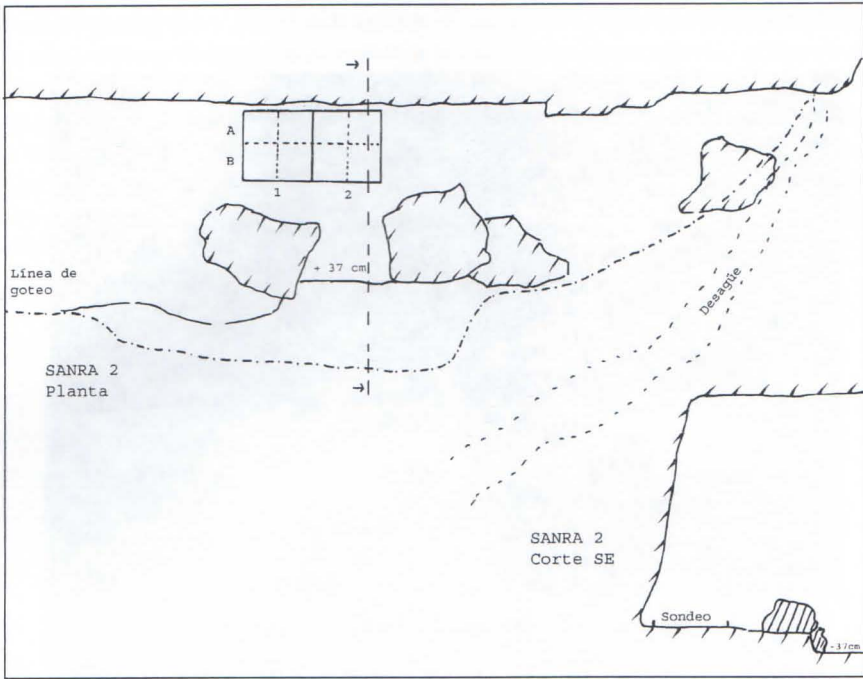 A
B
1 2
+ 37 cm
Línea de
goteo
Desagüe
SANRA 2
Planta
SANRA 2
Corte SE
Sondeo
-37cm